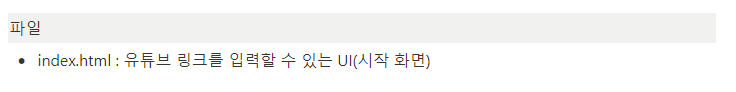 파일
index.html : 유튜브 링크를 입력할 수 있는 UI(시작 화면)